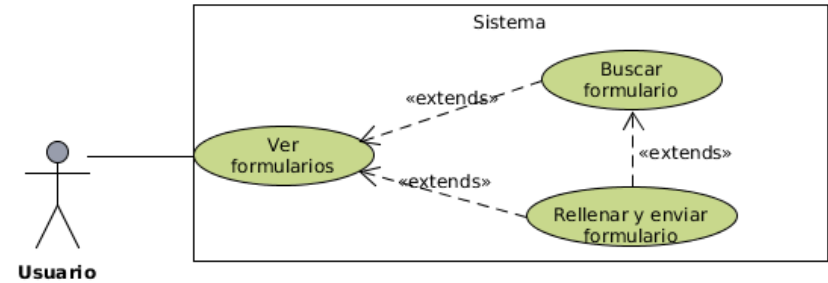 Sistema
Buscar
formulario
«extends»
Ver
formularios
«extends»
«extends»
Rellenar y enviar
formulario
Usuario